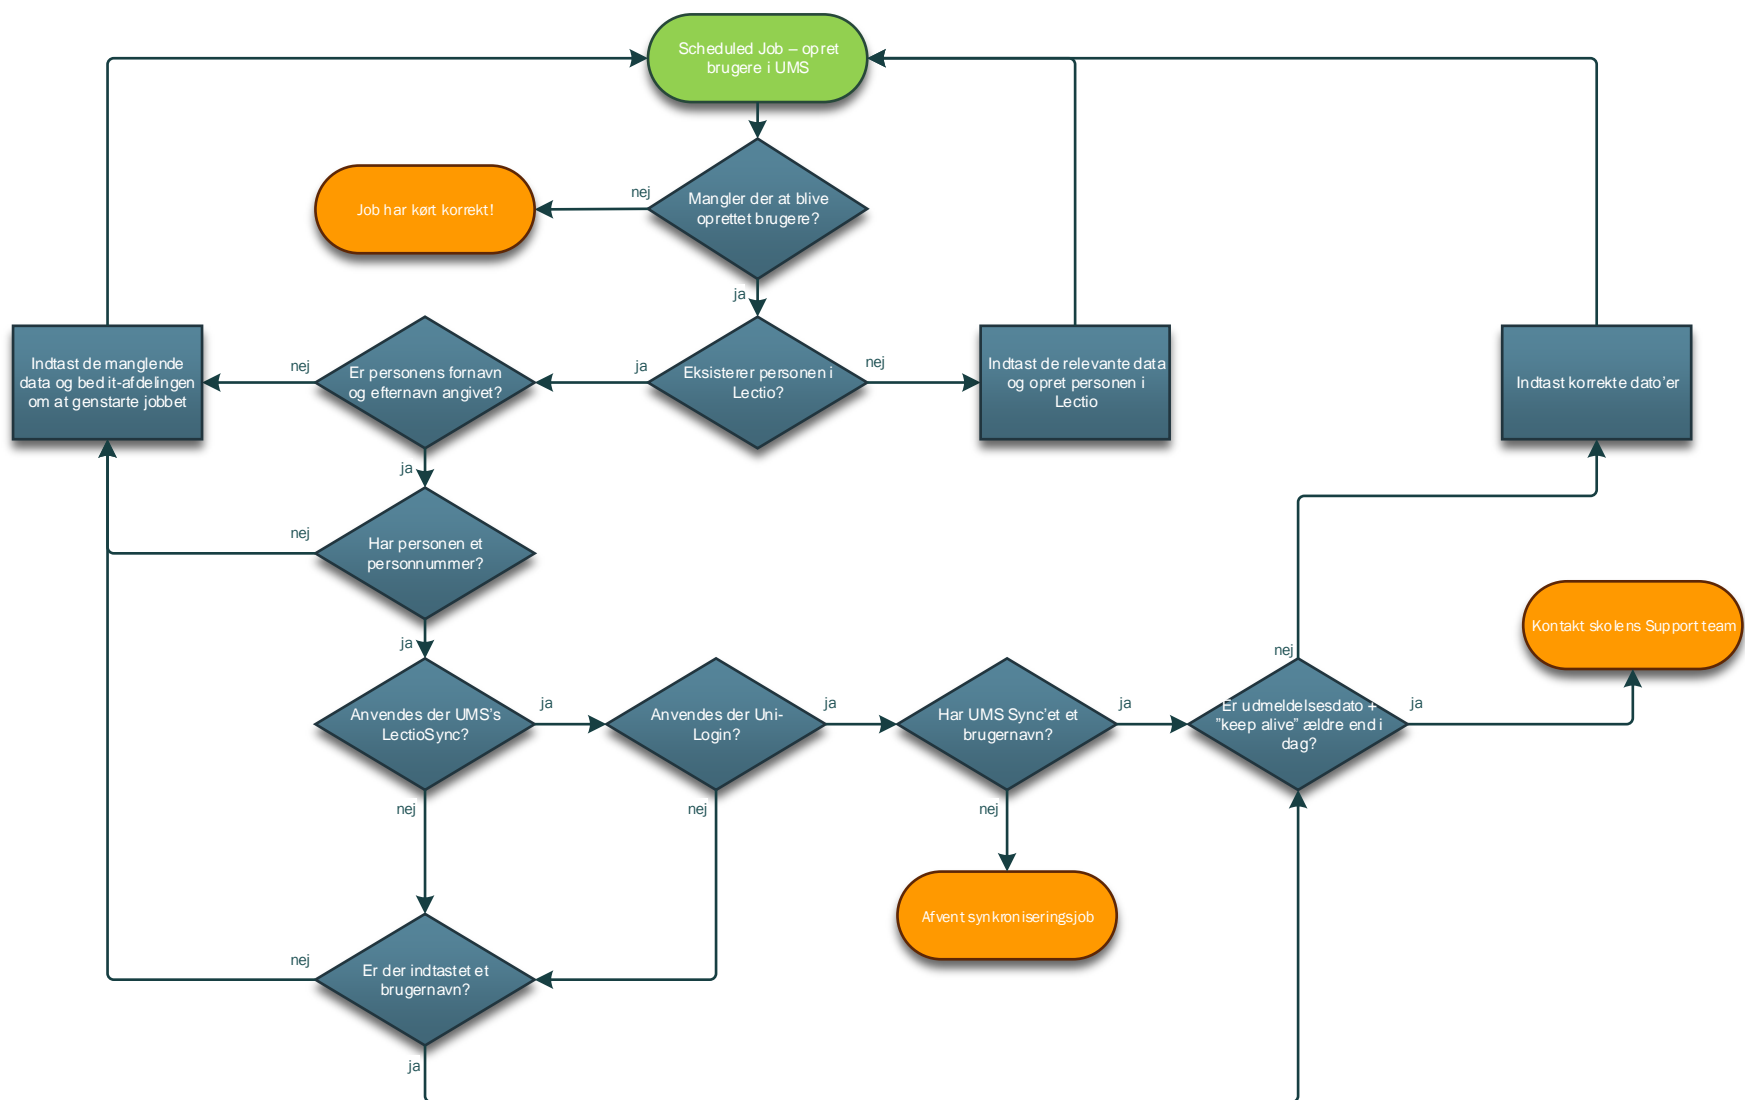 Scheduled Job – opret
brugere i UMS
nej
Mangler der at blive
oprettet brugere?
Job har kørt korrekt!
ja
Indtast de manglende
data og bed it-afdelingen
om at genstarte jobbet
nej
Er personens fornavn
og efternavn angivet?
ja
Eksisterer personen i
Lectio?
nej
Indtast de relevante data
og opret personen i
Lectio
Indtast korrekte dato'er
ja
nej
Har personen et
personnummer?
Kontakt skolens Support team
ja
nej
Anvendes der UMS's
LectioSync?
ja
Anvendes der Uni-
Login?
ja
Har UMS Sync'et et
brugernavn?
ja
Er udmeldelsesdato +
"keep alive" ældre end i
dag?
ja
nej
nej
nej
Afvent synkroniseringsjob
nej
Er der indtastet et
brugernavn?
ja